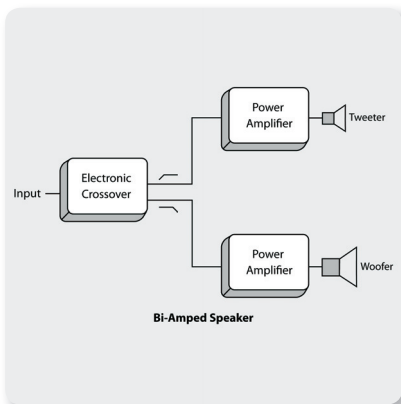 Power
Amplifier
Tweeter
Electronic
Crossover
Input
Power
Amplifier
Woofer
Bi-Amped Speaker